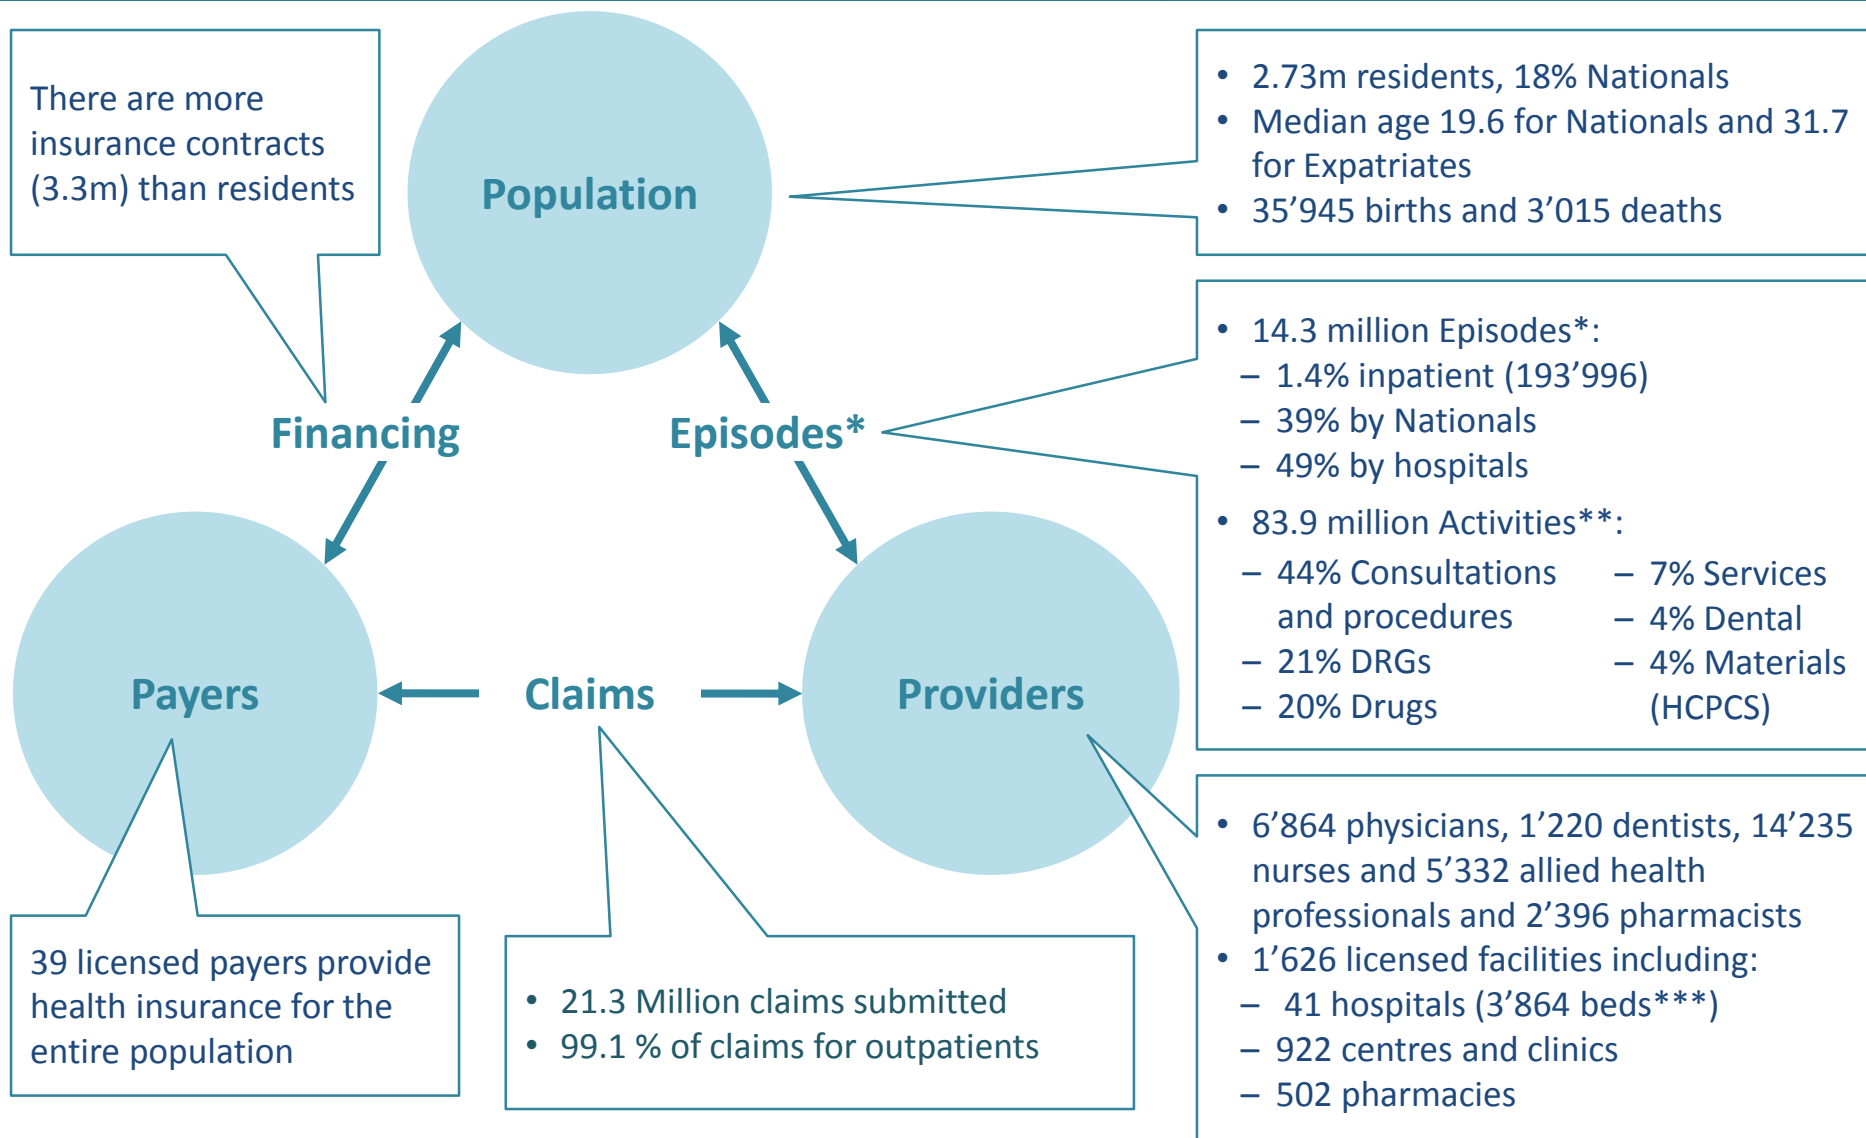 There are more
insurance contracts
(3.3m) than residents
Population
• 2.73m residents, 18% Nationals
• Median age 19.6 for Nationals and 31.7
for Expatriates
• 35’945 births and 3’015 deaths
Financing
Episodes*
• 14.3 million Episodes*:
– 1.4% inpatient (193’996)
– 39% by Nationals
– 49% by hospitals
• 83.9 million Activities**:
– 44% Consultations
and procedures
– 21% DRGs
– 20% Drugs
– 7% Services
– 4% Dental
– 4% Materials
(HCPCS)
Payers
Claims
Providers
39 licensed payers provide
health insurance for the
entire population
• 21.3 Million claims submitted
• 99.1 % of claims for outpatients
• 6’864 physicians, 1’220 dentists, 14’235
nurses and 5’332 allied health
professionals and 2’396 pharmacists
• 1’626 licensed facilities including:
– 41 hospitals (3’864 beds***)
– 922 centres and clinics
– 502 pharmacies